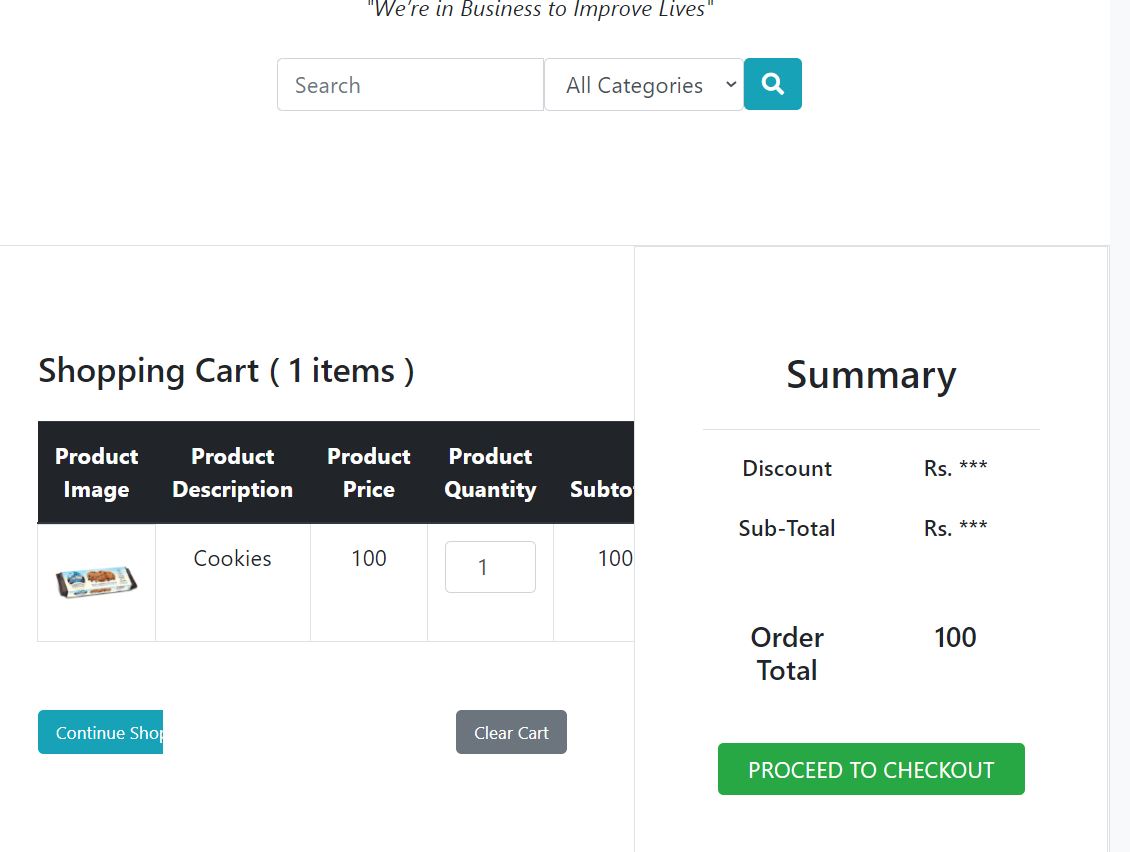 "We're in Business to Improve Lives"
Search
All Categories
Shopping Cart ( 1 items )
Product Image
Product Description
Product Price
Product Quantity
Subto
Cookies
100
1
100
Continue Shop
Clear Cart
Summary
Discount Rs. ***
Sub-Total Rs. ***
Order Total 100
PROCEED TO CHECKOUT